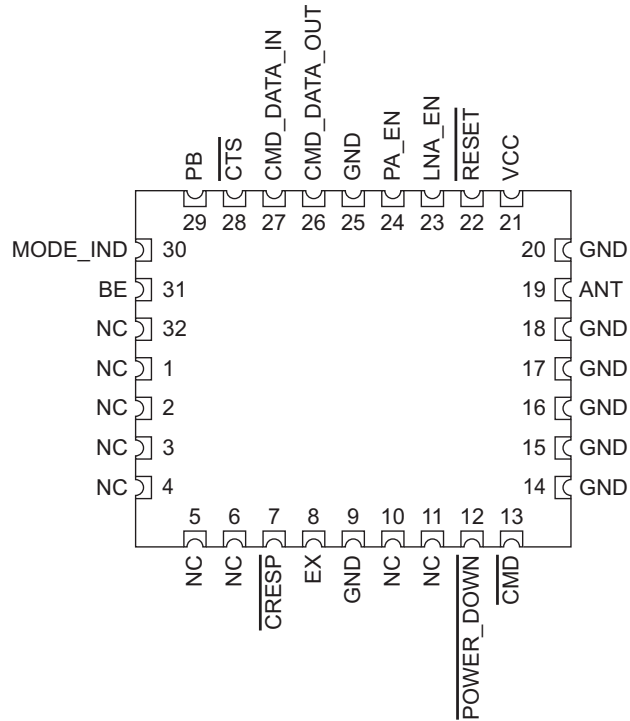 PB
CTS
CMD_DATA_IN
CMD_DATA_OUT
GND
PA_EN
LNA_EN
RESET
VCC
29 28 27 26 25 24 23 22 21
MODE_IND 30
BE 31
NC 32
NC 1
NC 2
NC 3
NC 4
20 GND
19 ANT
18 GND
17 GND
16 GND
15 GND
14 GND
5 6 7 8 9 10 11 12 13
NC
NC
CRESP
EX
GND
NC
NC
POWER_DOWN
CMD